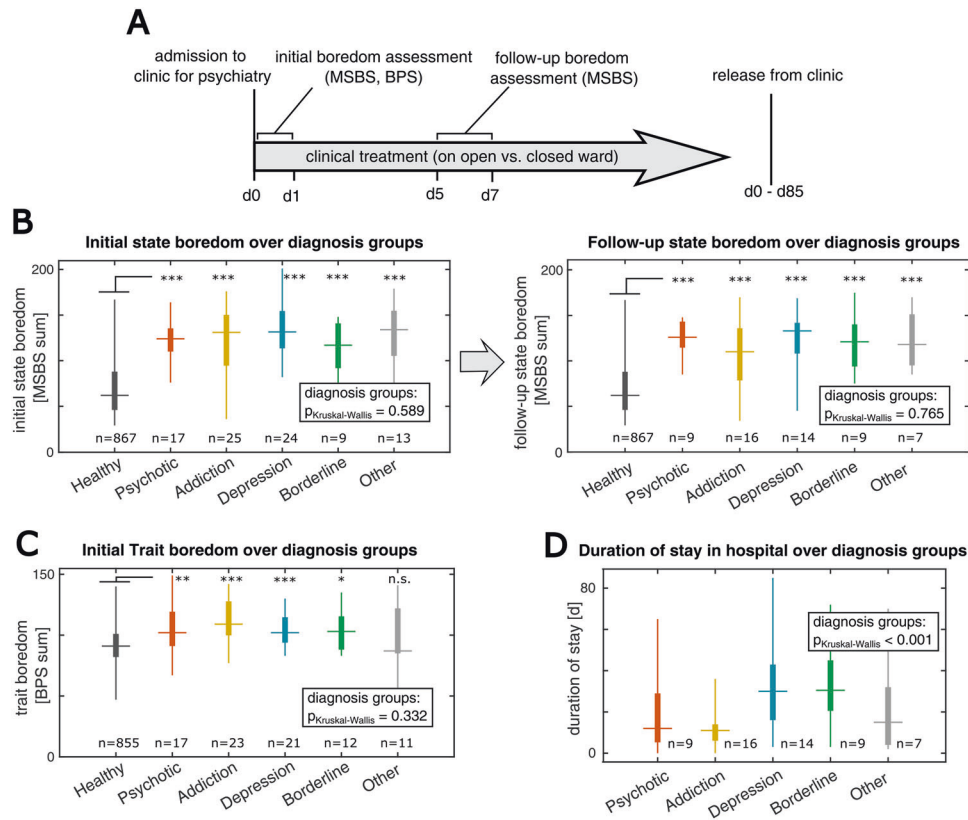 A
admission to
clinic for psychiatry
initial boredom assessment
(MSBS, BPS)
follow-up boredom
assessment (MSBS)
release from clinic
clinical treatment (on open vs. closed ward)
d0
d1
d5
d7
d0 - d85
B
Initial state boredom over diagnosis groups
200
0
initial state boredom
[MSBS sum]
*** *** *** *** ***
diagnosis groups:
pKruskal-Wallis = 0.589
n=867 n=17 n=25 n=24 n=9 n=13
Healthy Psychotic Addiction Depression Borderline Other
Follow-up state boredom over diagnosis groups
200
0
follow-up state boredom
[MSBS sum]
*** *** *** *** ***
diagnosis groups:
pKruskal-Wallis = 0.765
n=867 n=9 n=16 n=14 n=9 n=7
Healthy Psychotic Addiction Depression Borderline Other
C
Initial Trait boredom over diagnosis groups
150
0
trait boredom
[BPS sum]
** *** *** * n.s.
diagnosis groups:
pKruskal-Wallis = 0.332
n=855 n=17 n=23 n=21 n=12 n=11
Healthy Psychotic Addiction Depression Borderline Other
D
Duration of stay in hospital over diagnosis groups
80
0
duration of stay [d]
diagnosis groups:
pKruskal-Wallis < 0.001
n=9 n=16 n=14 n=9 n=7
Psychotic Addiction Depression Borderline Other